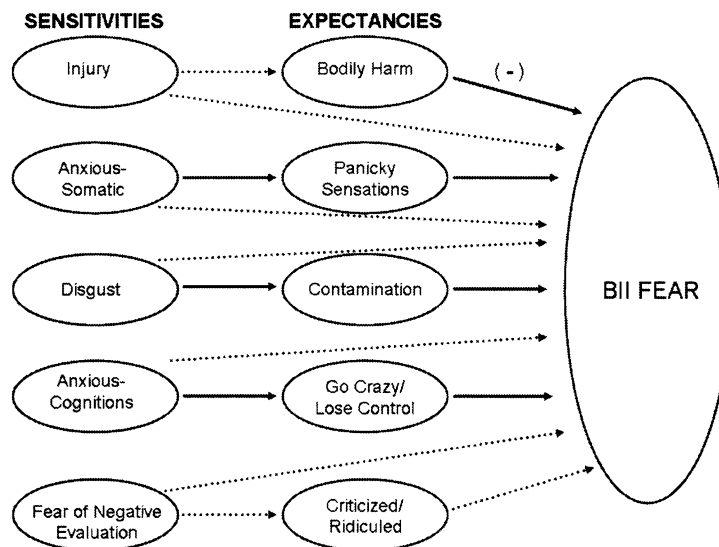 SENSITIVITIES
EXPECTANCIES
Injury
Bodily Harm
(-)
Anxious-
Somatic
Panicky
Sensations
Disgust
Contamination
BII FEAR
Anxious-
Cognitions
Go Crazy/
Lose Control
Fear of Negative
Evaluation
Criticized/
Ridiculed